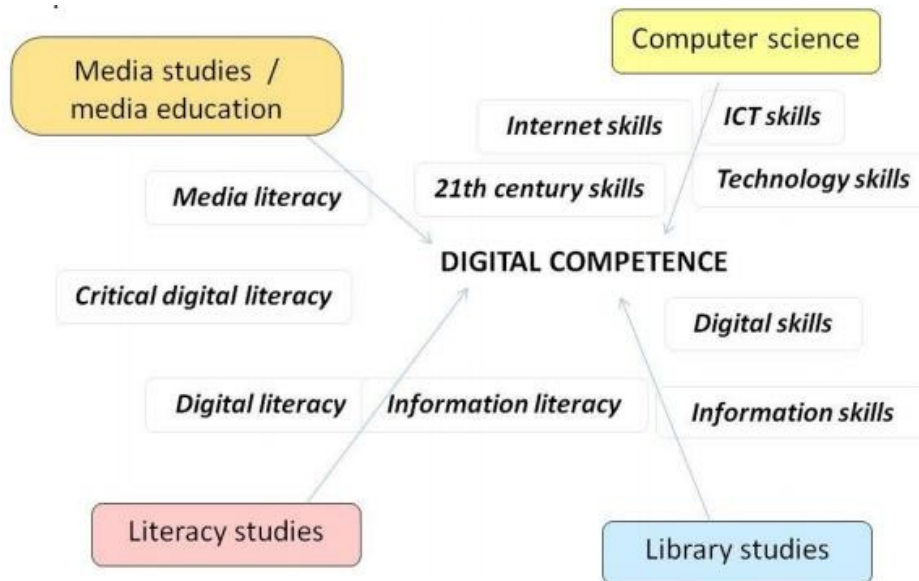 Computer science
Media studies /
media education
Internet skills
ICT skills
21th century skills
Technology skills
Media literacy
DIGITAL COMPETENCE
Critical digital literacy
Digital skills
Digital literacy
Information literacy
Information skills
Literacy studies
Library studies